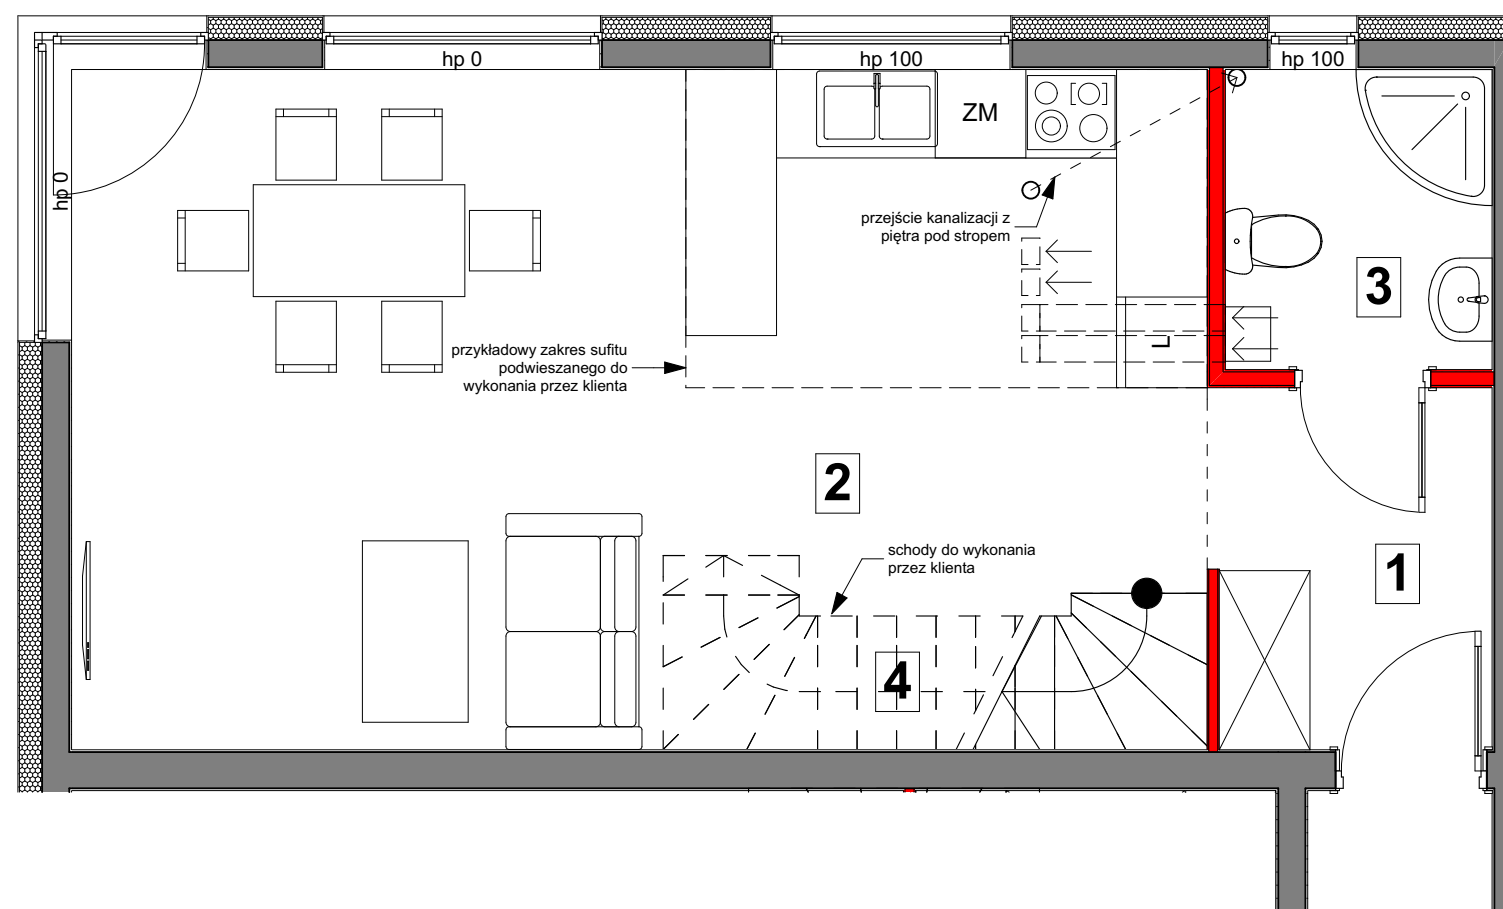 hp 0
hp 100
hp 100
hp 0
ZM
przejście kanalizacji z
piętra pod stropem
3
przykładowy zakres sufitu
podwieszanego do
wykonania przez klienta
L
2
schody do wykonania
przez klienta
1
4